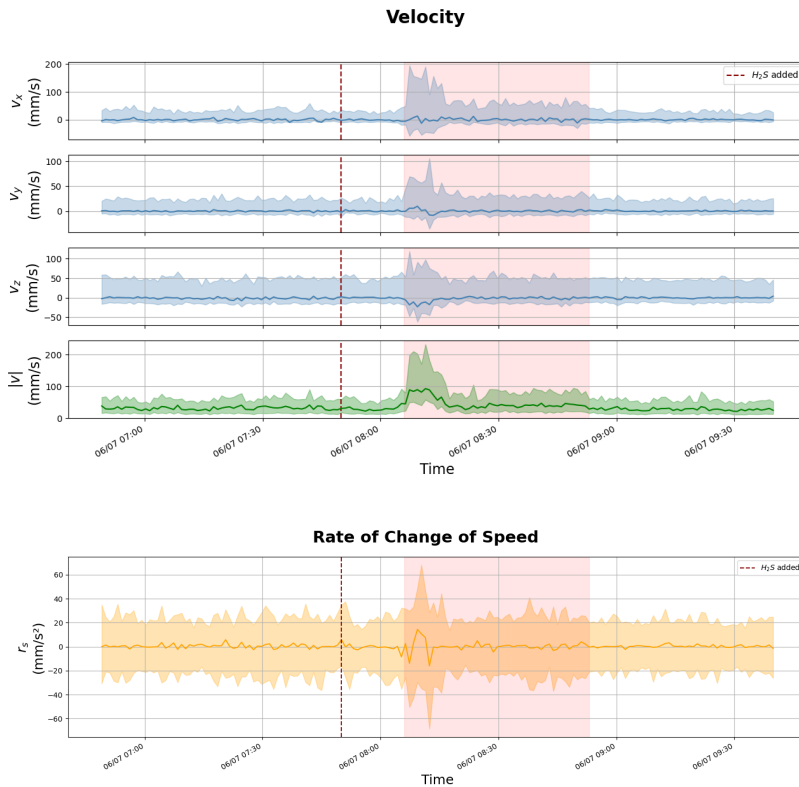 Velocity
200
100
0
v_x
(mm/s)
H₂S added
100
50
0
v_y
(mm/s)
100
50
0
−50
v_z
(mm/s)
200
100
0
|v|
(mm/s)
06/07 07:00
06/07 07:30
06/07 08:00
06/07 08:30
06/07 09:00
06/07 09:30
Time
Rate of Change of Speed
60
40
20
0
−20
−40
−60
r_s
(mm/s²)
H₂S added
06/07 07:00
06/07 07:30
06/07 08:00
06/07 08:30
06/07 09:00
06/07 09:30
Time